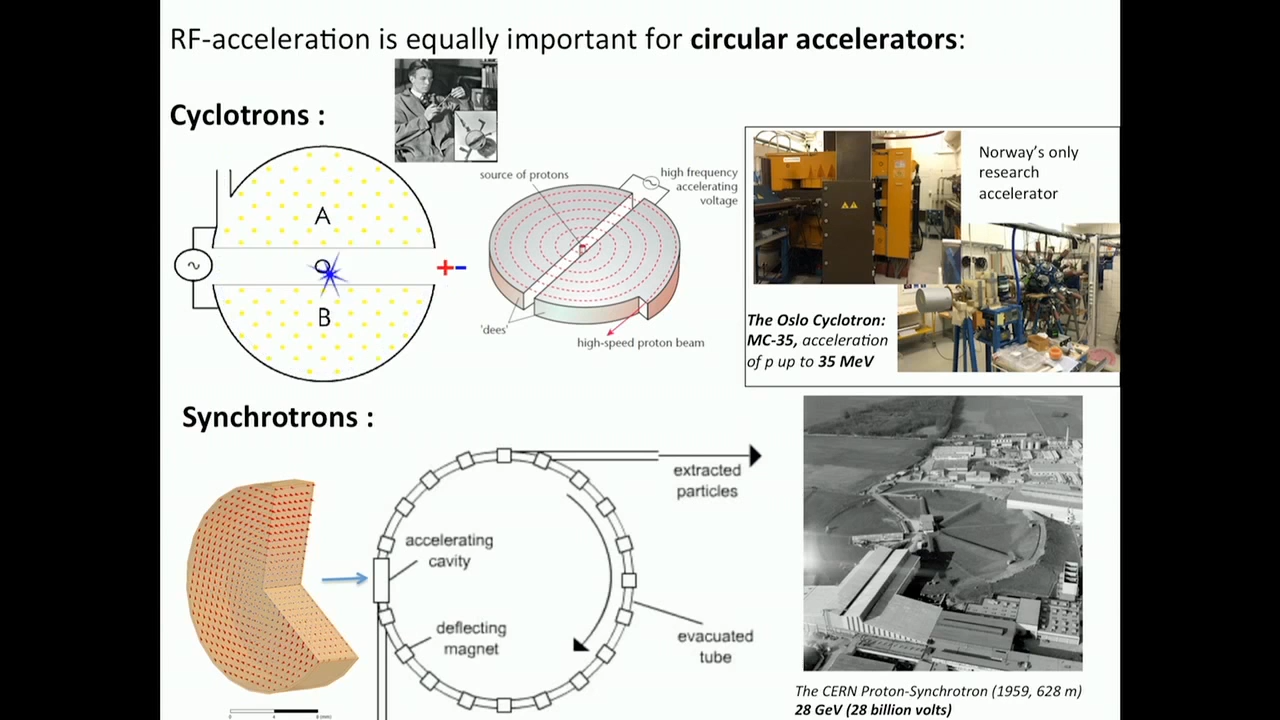 RF-acceleration is equally important for circular accelerators:
Cyclotrons :
A
B
+-
source of protons
high frequency
accelerating
voltage
'dees'
high-speed proton beam
Norway's only
research
accelerator
The Oslo Cyclotron:
MC-35, acceleration
of p up to 35 MeV
Synchrotrons :
extracted
particles
accelerating
cavity
deflecting
magnet
evacuated
tube
The CERN Proton-Synchrotron (1959, 628 m)
28 GeV (28 billion volts)